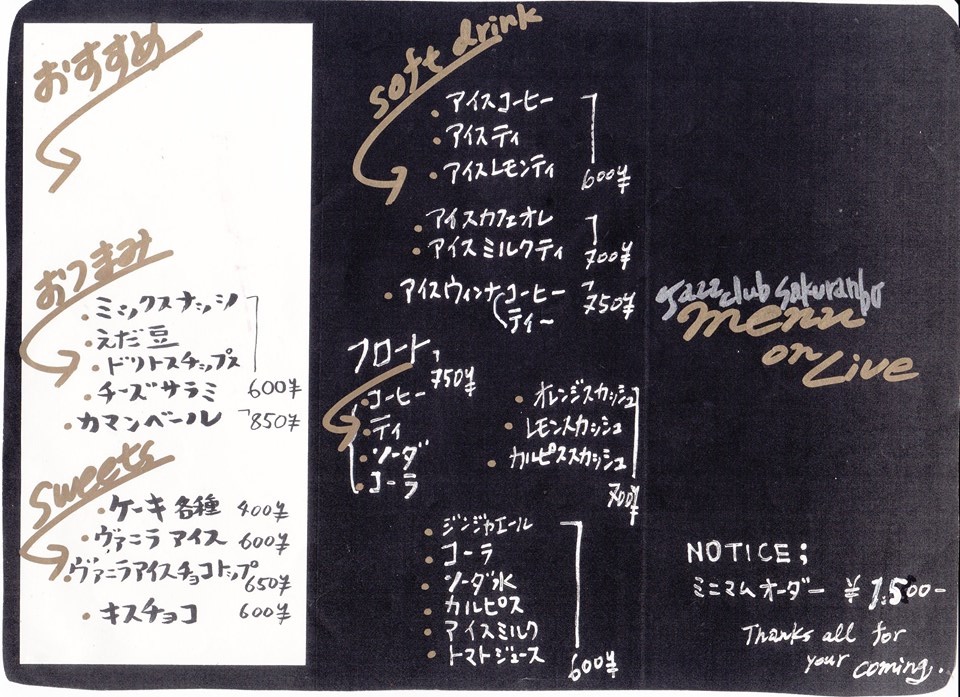 おすすめ
おつまみ
・ミックスナッツ
・えだ豆
・ドリトスチップス
・チーズサラミ 600¥
・カマンベール 850¥
sweets
・ケーキ各種 400¥
・ヴァニラアイス 600¥
・ヴァニラアイスチョコトップ 650¥
・キスチョコ 600¥
soft drink
・アイスコーヒー
・アイスティ
・アイスレモンティ 600¥
・アイスカフェオレ
・アイスミルクティ 700¥
・アイスウィンナコーヒー 750¥
ティー
フロート 750¥
・コーヒー
・ティ
・ソーダ
・コーラ
・オレンジスカッシュ
・レモンスカッシュ
・カルピススカッシュ
700¥
・ジンジャエール
・コーラ
・ソーダ水
・カルピス
・アイスミルク
・トマトジュース 600¥
Jazz club Sakuranbo
menu
on Live
NOTICE;
ミニマムオーダー ¥1.500-
Thanks all for
your coming.